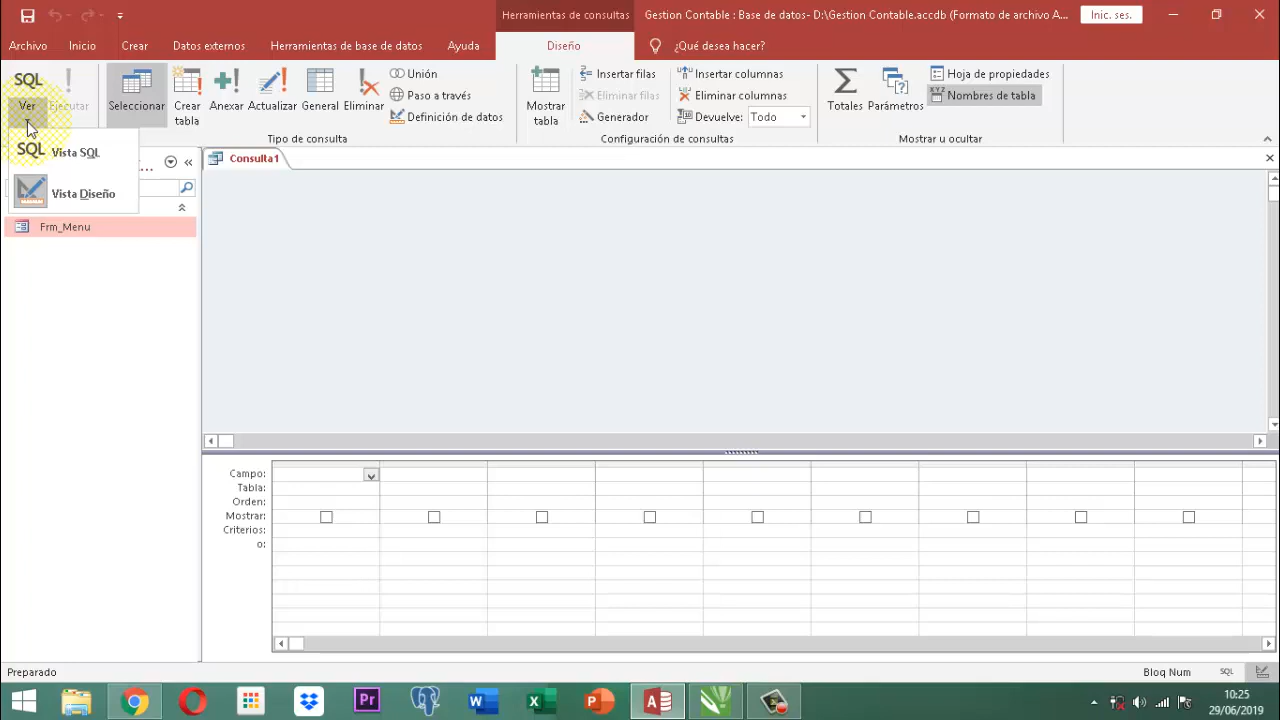 Herramientas de consultas
Gestion Contable : Base de datos- D:\Gestion Contable.accdb (Formato de archivo A...
Inic. ses.
Archivo
Inicio
Crear
Datos externos
Herramientas de base de datos
Ayuda
Diseño
¿Qué desea hacer?
SQL
Ver
Ejecutar
Seleccionar
Crear tabla
Anexar
Actualizar
General
Eliminar
Unión
Paso a través
Definición de datos
Tipo de consulta
Mostrar tabla
Insertar filas
Eliminar filas
Generador
Insertar columnas
Eliminar columnas
Devuelve:
Todo
Configuración de consultas
Totales
Parámetros
Hoja de propiedades
Nombres de tabla
Mostrar u ocultar
SQL
Vista SQL
Vista Diseño
...
Frm_Menu
Consulta1
Campo:
Tabla:
Orden:
Mostrar:
Criterios:
o:
Preparado
Bloq Num
SQL
Pr
10:25
29/06/2019